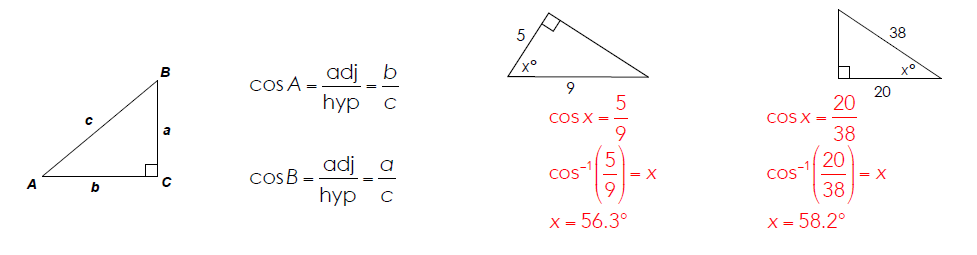 B
c
a
A
b
C
cos A = adj/hyp = b/c
cos B = adj/hyp = a/c
5
x°
9
cos x = 5/9
cos⁻¹(5/9) = x
x = 56.3°
38
x°
20
cos x = 20/38
cos⁻¹(20/38) = x
x = 58.2°